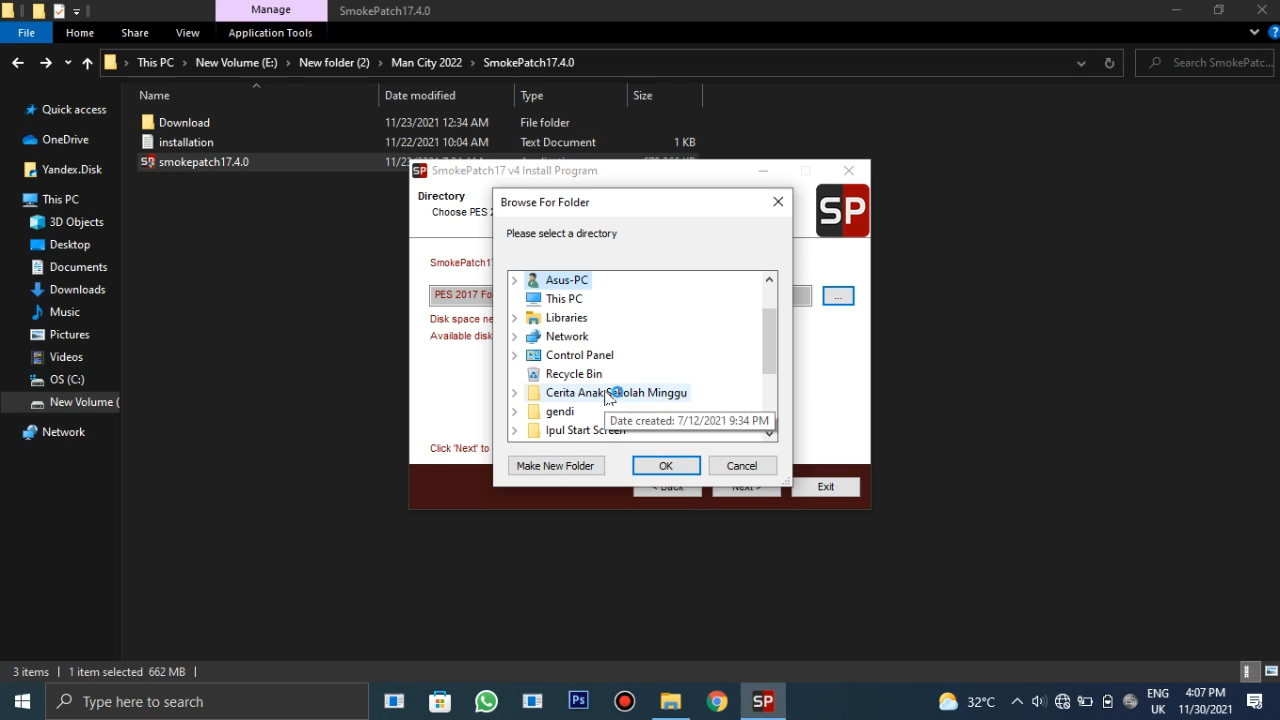 Manage
SmokePatch17.4.0
File
Home
Share
View
Application Tools
This PC
New Volume (E:)
New folder (2)
Man City 2022
SmokePatch17.4.0
Search SmokePatc...
Name
Date modified
Type
Size
Quick access
OneDrive
Yandex.Disk
This PC
3D Objects
Desktop
Documents
Downloads
Music
Pictures
Videos
OS (C:)
New Volume (
Network
Download
11/23/2021 12:34 AM
File folder
installation
11/22/2021 10:04 AM
Text Document
1 KB
smokepatch17.4.0
SP SmokePatch17 v4 Install Program
Directory
Choose PES 2
SP
SmokePatch1
PES 2017 Fo
...
Disk space ne
Available disk
Click 'Next' to
< Back
Next >
Exit
Browse For Folder
Please select a directory
Asus-PC
This PC
Libraries
Network
Control Panel
Recycle Bin
Cerita Anak Sekolah Minggu
gendi
Date created: 7/12/2021 9:34 PM
Ipul Start Screen
Make New Folder
OK
Cancel
3 items
1 item selected 662 MB
Type here to search
Ps
SP
32°C
ENG
UK
4:07 PM
11/30/2021